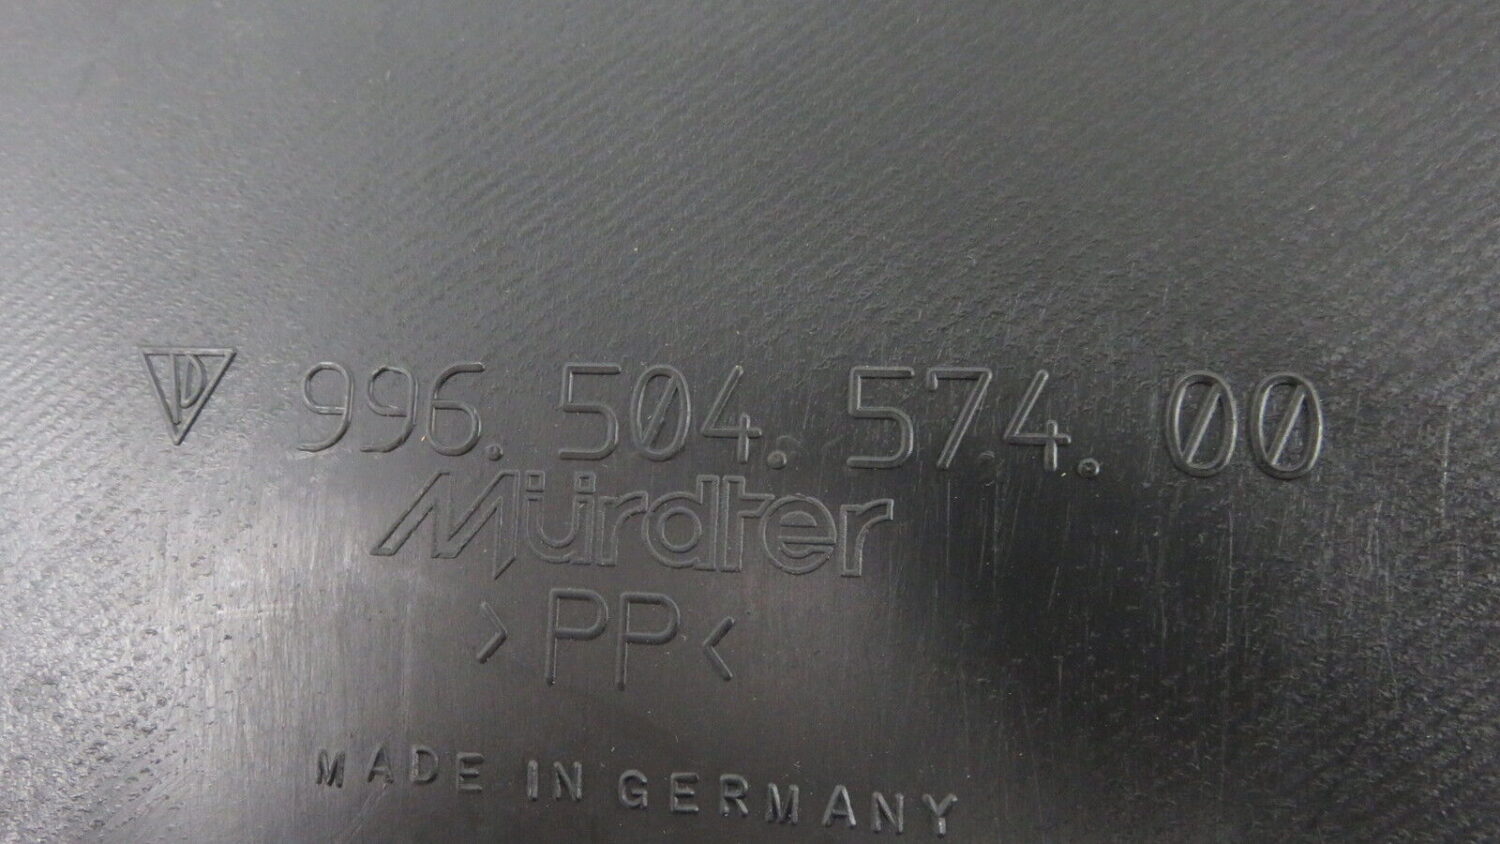 996.504.574.00
Mürdter
>PP<
MADE IN GERMANY